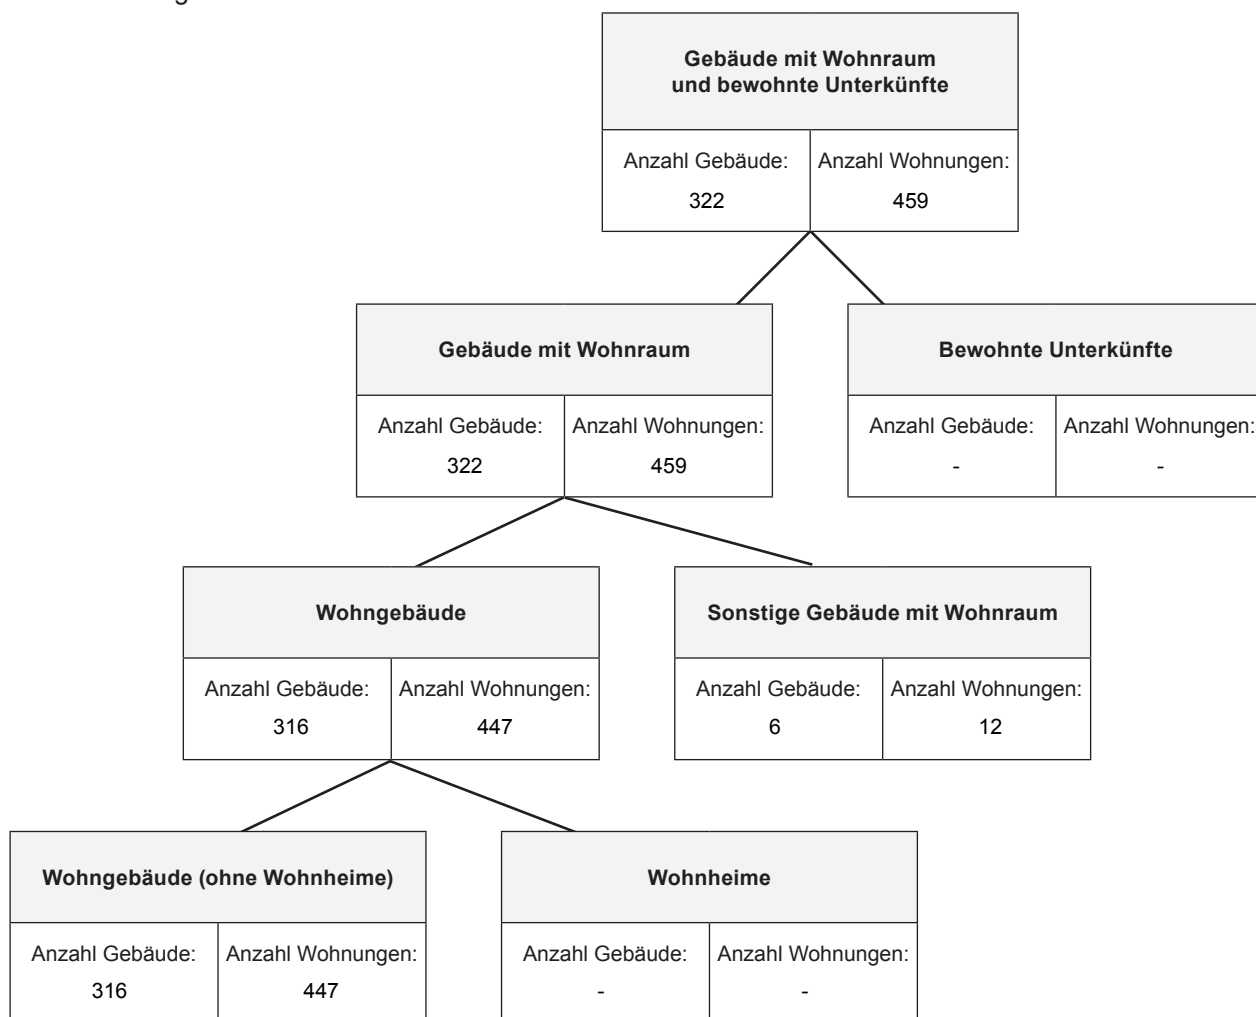 Gebäude mit Wohnraum
und bewohnte Unterkünfte
Anzahl Gebäude: Anzahl Wohnungen:
322 459
Gebäude mit Wohnraum
Anzahl Gebäude: Anzahl Wohnungen:
322 459
Bewohnte Unterkünfte
Anzahl Gebäude: Anzahl Wohnungen:
- -
Wohngebäude
Anzahl Gebäude: Anzahl Wohnungen:
316 447
Sonstige Gebäude mit Wohnraum
Anzahl Gebäude: Anzahl Wohnungen:
6 12
Wohngebäude (ohne Wohnheime)
Anzahl Gebäude: Anzahl Wohnungen:
316 447
Wohnheime
Anzahl Gebäude: Anzahl Wohnungen:
- -